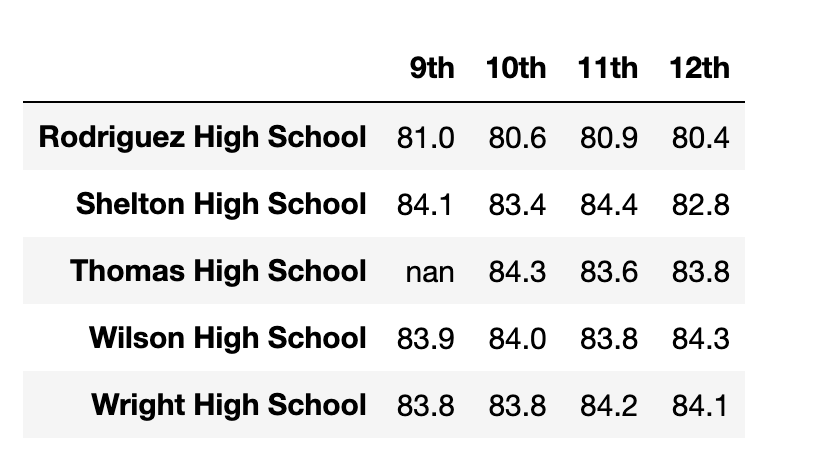 9th 10th 11th 12th
Rodriguez High School 81.0 80.6 80.9 80.4
Shelton High School 84.1 83.4 84.4 82.8
Thomas High School nan 84.3 83.6 83.8
Wilson High School 83.9 84.0 83.8 84.3
Wright High School 83.8 83.8 84.2 84.1